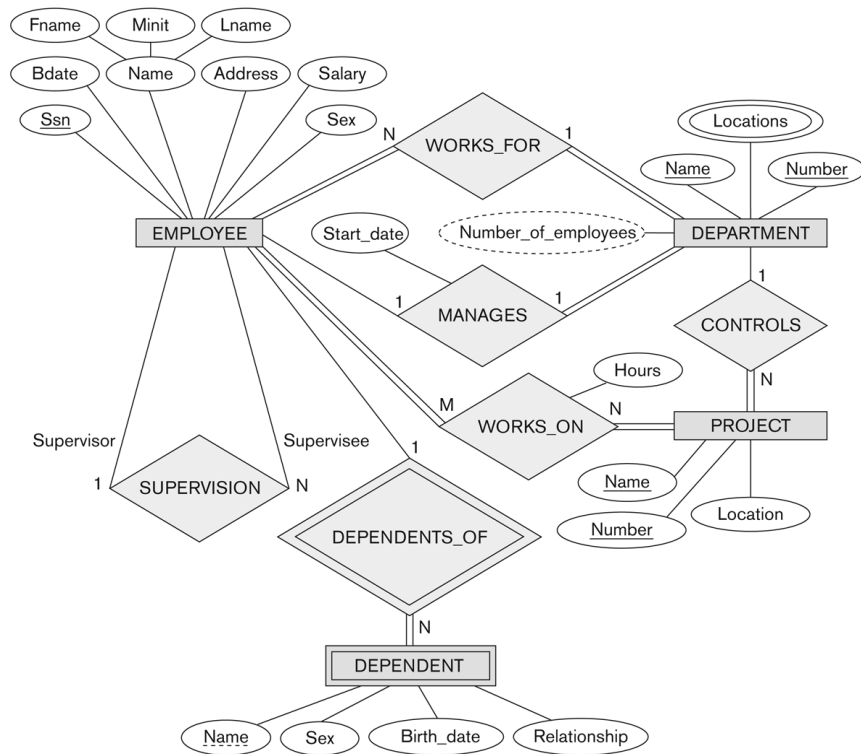 Fname
Minit
Lname
Bdate
Name
Address
Salary
Ssn
Sex
N
WORKS_FOR
1
Locations
Name
Number
EMPLOYEE
Start_date
Number_of_employees
DEPARTMENT
1
MANAGES
1
1
CONTROLS
N
Hours
M
WORKS_ON
N
PROJECT
Supervisor
Supervisee
1
SUPERVISION
N
1
Name
Number
Location
DEPENDENTS_OF
N
DEPENDENT
Name
Sex
Birth_date
Relationship